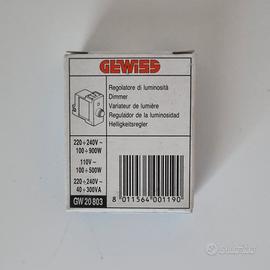 GEWISS
Regolatore di luminosità
Dimmer
Variateur de lumière
Regulador de la luminosidad
Helligkeitsregler
220÷240V~
100÷900W
110V~
100÷500W
220÷240V~
40÷300VA
GW 20 803
8 011564 001190
subito